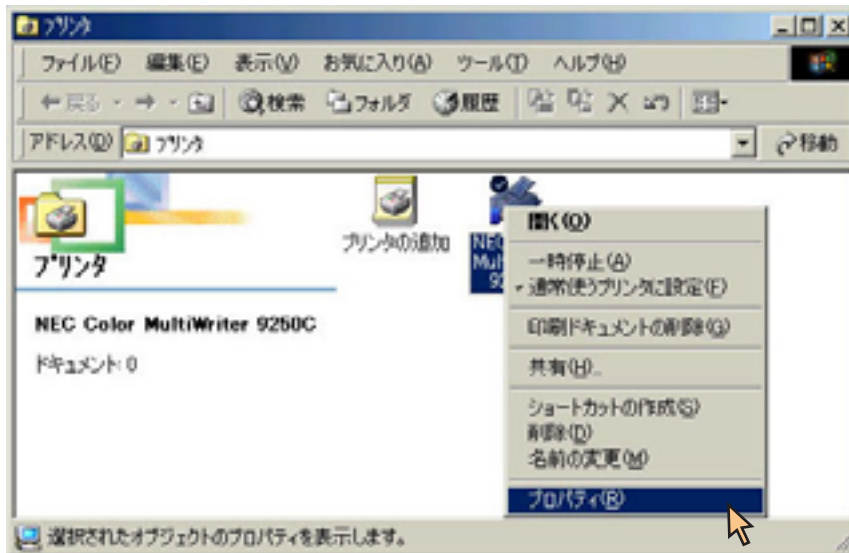 プリンタ
ファイル(F) 編集(E) 表示(V) お気に入り(A) ツール(T) ヘルプ(H)
戻る 検索 フォルダ 履歴
アドレス(D) プリンタ 移動
プリンタ
NEC Color MultiWriter 9250C
ドキュメント: 0
プリンタの追加
NEC
Mul
92
開く(O)
一時停止(A)
通常使うプリンタに設定(F)
印刷ドキュメントの削除(G)
共有(H)...
ショートカットの作成(S)
削除(D)
名前の変更(M)
プロパティ(R)
選択されたオブジェクトのプロパティを表示します。